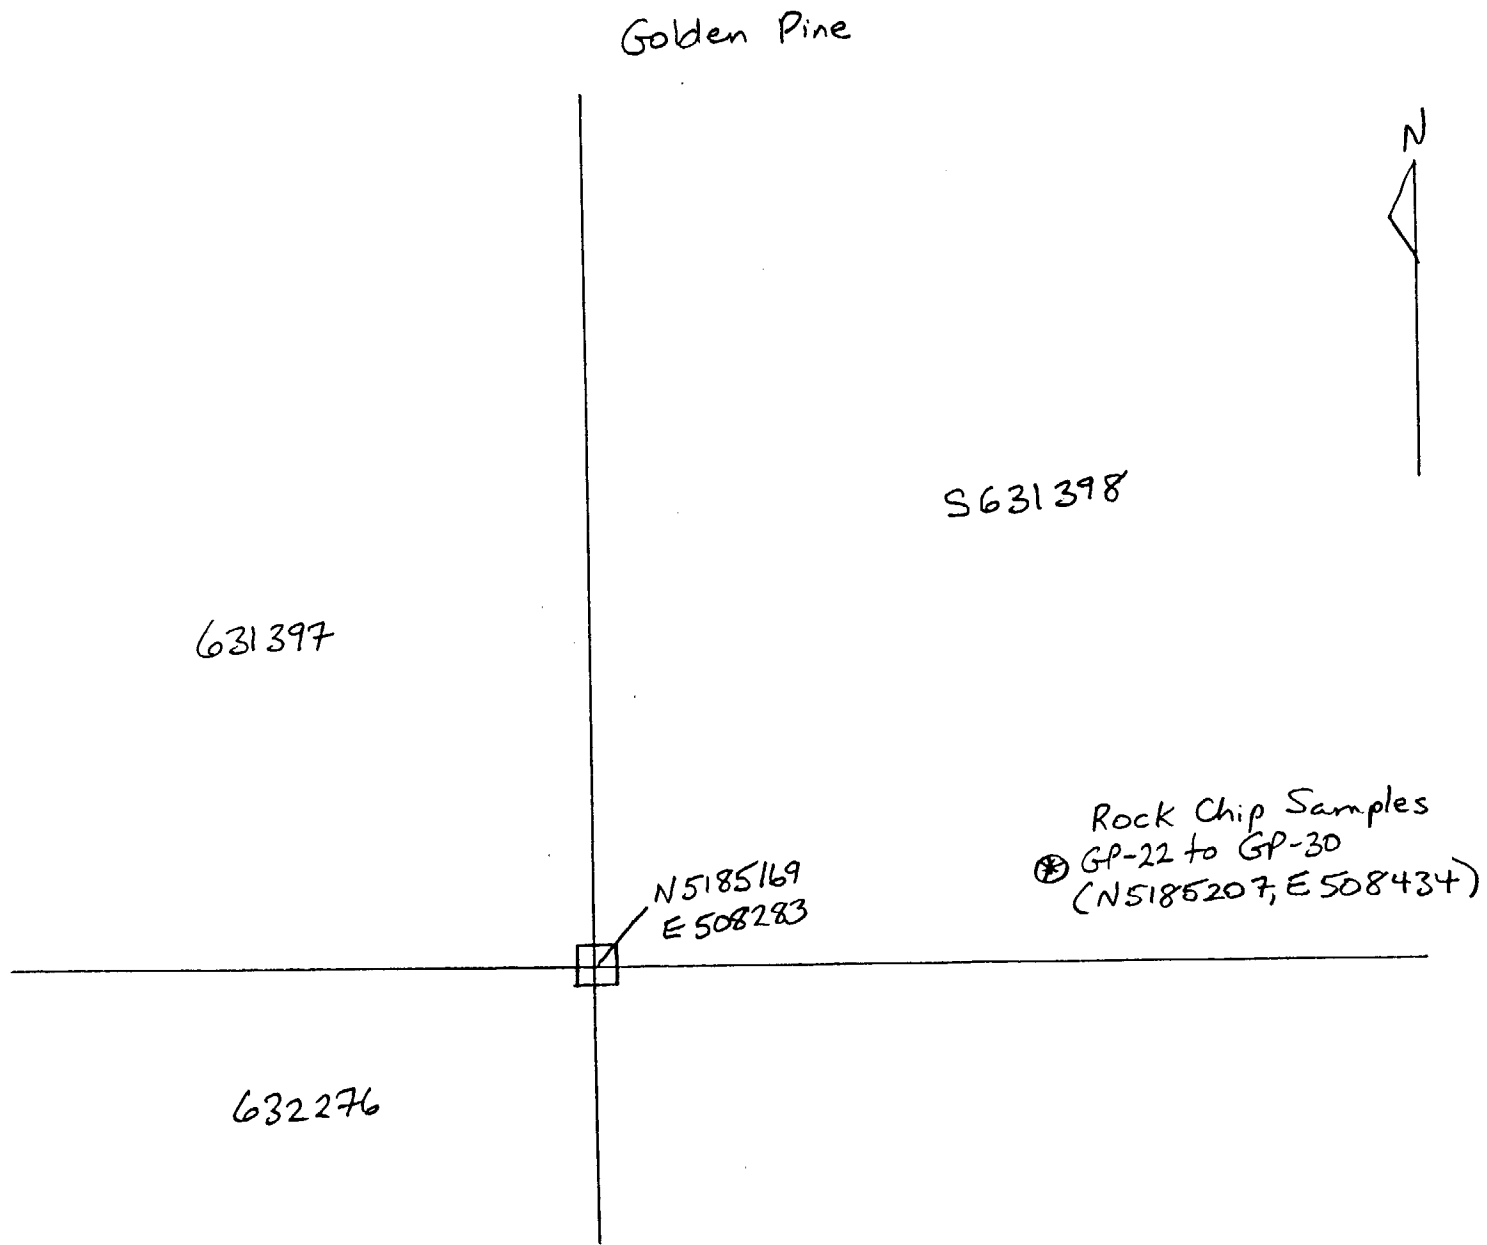 Golden Pine
N
S631398
631397
Rock Chip Samples
GP-22 to GP-30
(N5185207, E508434)
N5185169
E508283
632276